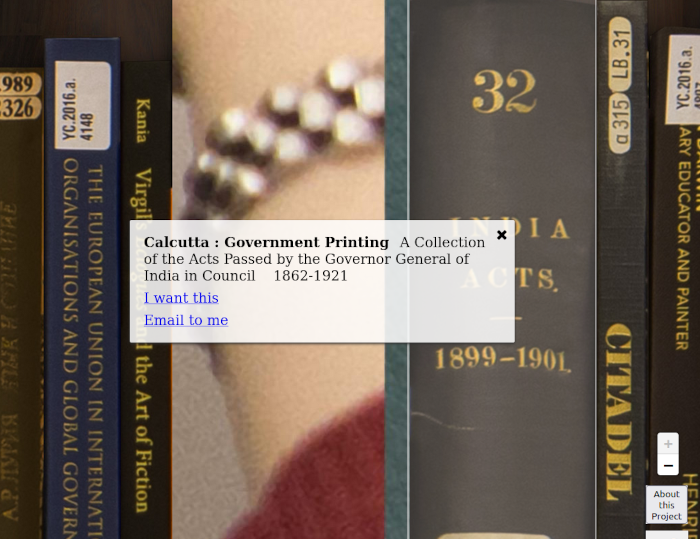 .989
326
YC.2016.a.
4148
THE EUROPEAN UNION IN INTERNATI
ORGANISATIONS AND GLOBAL GOVERN
Kania
Virgil's
the Art of Fiction
32
INDIA
ACTS.
1899–1901.
a 315
LB.31
CITADEL
YC.2016.a.
ARY EDUCATOR AND PAINTER
HENRI
Calcutta : Government Printing A Collection
of the Acts Passed by the Governor General of
India in Council 1862-1921
✖
I want this
Email to me
+
−
About
this
Project